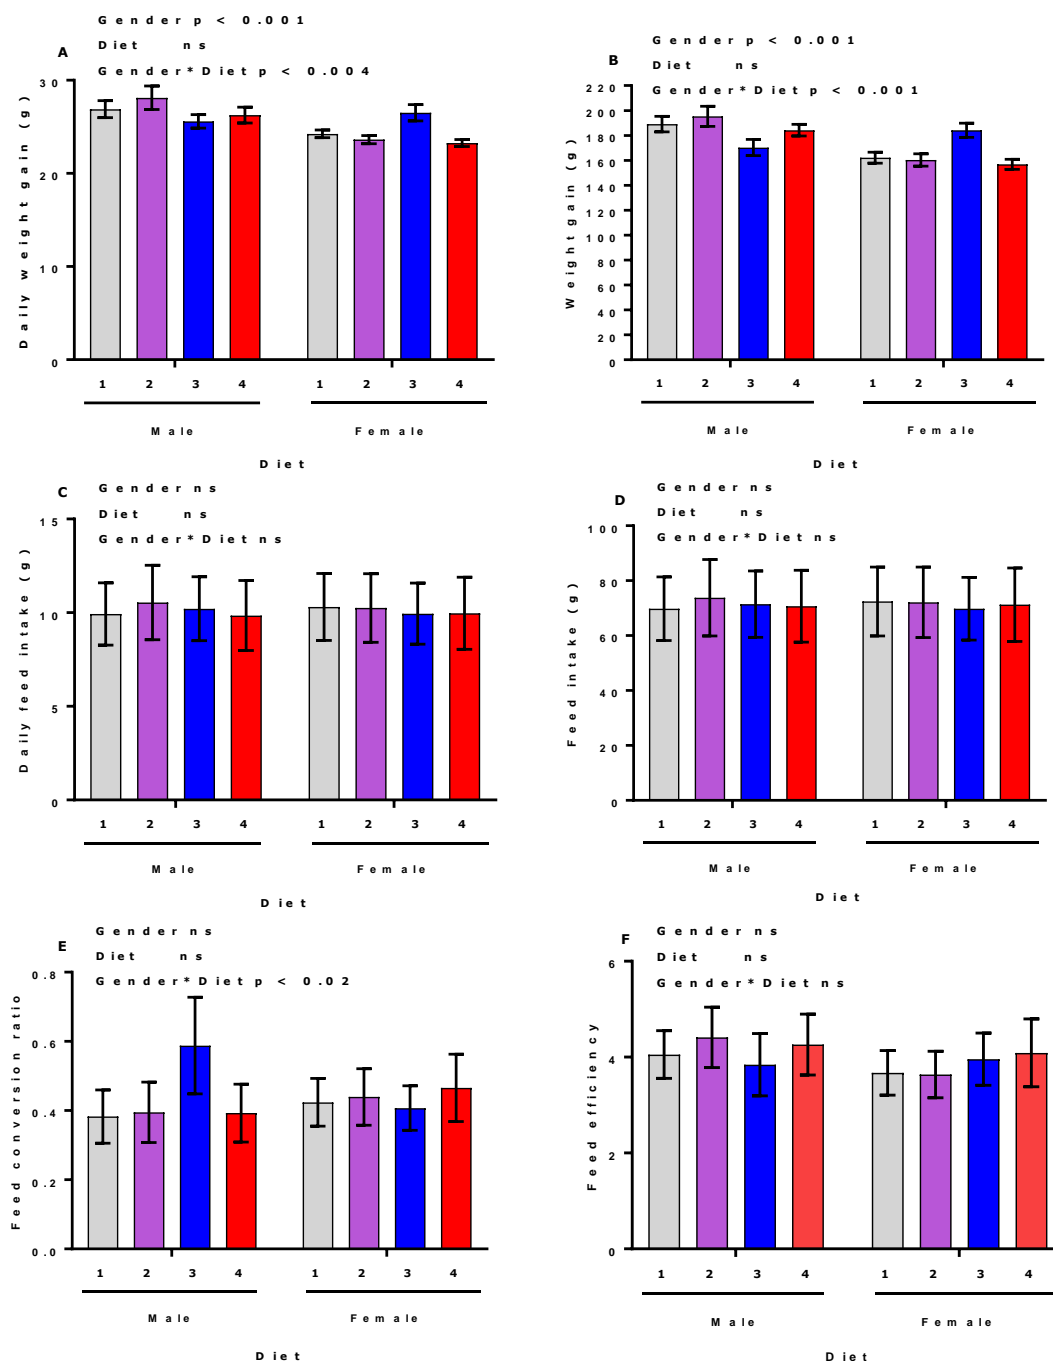 Gender p < 0.001
Diet ns
Gender*Diet p < 0.004
A
Daily weight gain (g)
30
20
10
0
1 2 3 4 1 2 3 4
Male Female
Diet
Gender p < 0.001
Diet ns
Gender*Diet p < 0.001
B
Weight gain (g)
220
200
180
160
140
120
100
80
60
40
20
0
1 2 3 4 1 2 3 4
Male Female
Diet
C
Gender ns
Diet ns
Gender*Diet ns
Daily feed intake (g)
15
10
5
0
1 2 3 4 1 2 3 4
Male Female
Diet
D
Gender ns
Diet ns
Gender*Diet ns
Feed intake (g)
100
80
60
40
20
0
1 2 3 4 1 2 3 4
Male Female
Diet
E
Gender ns
Diet ns
Gender*Diet p < 0.02
Feed conversion ratio
0.8
0.6
0.4
0.2
0.0
1 2 3 4 1 2 3 4
Male Female
Diet
F
Gender ns
Diet ns
Gender*Diet ns
Feed efficiency
6
4
2
0
1 2 3 4 1 2 3 4
Male Female
Diet